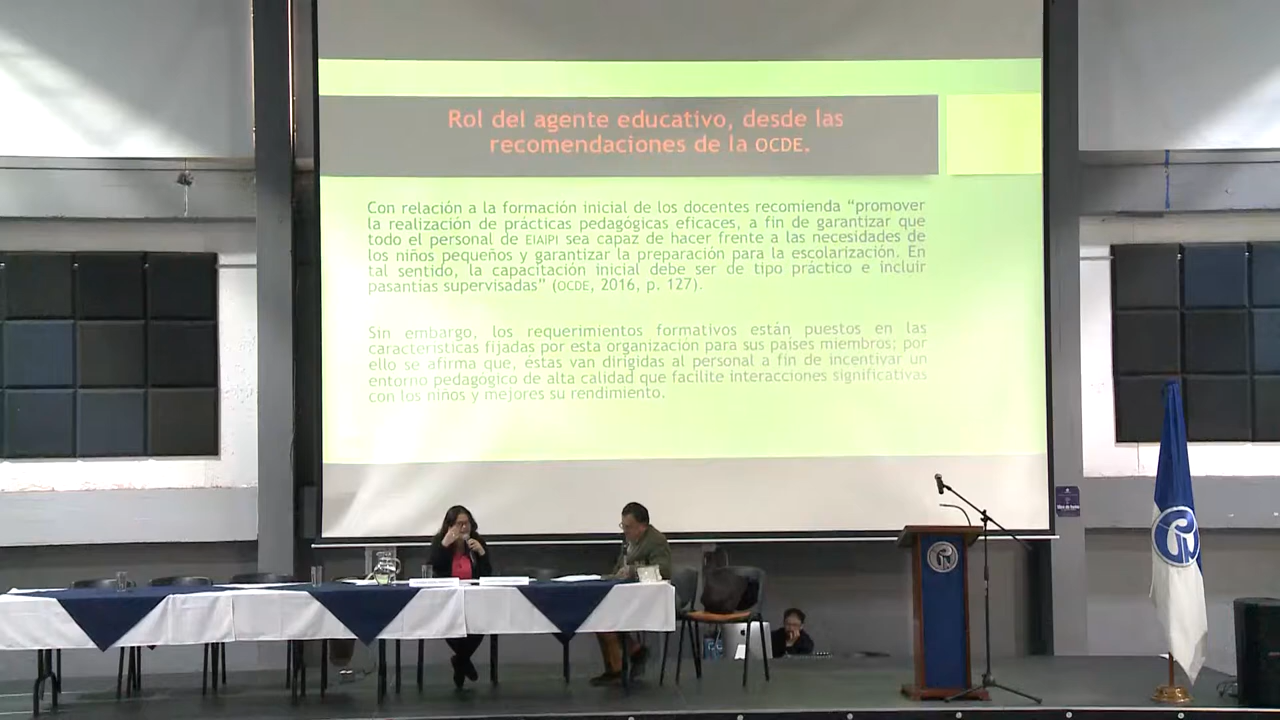 Rol del agente educativo, desde las
recomendaciones de la OCDE.
Con relación a la formación inicial de los docentes recomienda “promover
la realización de prácticas pedagógicas eficaces, a fin de garantizar que
todo el personal de EIAIPI sea capaz de hacer frente a las necesidades de
los niños pequeños y garantizar la preparación para la escolarización. En
tal sentido, la capacitación inicial debe ser de tipo práctico e incluir
pasantías supervisadas” (OCDE, 2016, p. 127).
Sin embargo, los requerimientos formativos están puestos en las
características fijadas por esta organización para sus países miembros; por
ello se afirma que, éstas van dirigidas al personal a fin de incentivar un
entorno pedagógico de alta calidad que facilite interacciones significativas
con los niños y mejores su rendimiento.